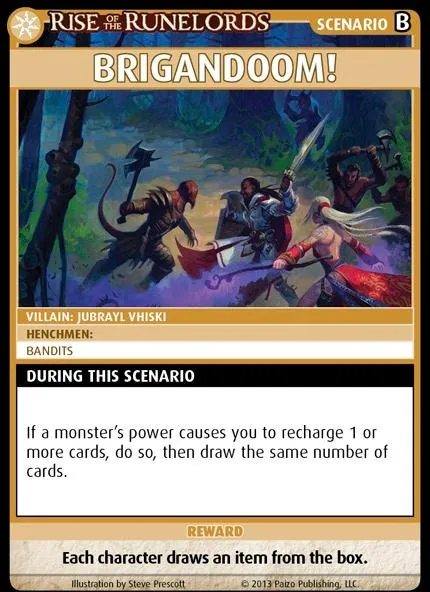 RISE OF THE RUNELORDS
SCENARIO B
BRIGANDOOM!
VILLAIN: JUBRAYL VHISKI
HENCHMEN:
BANDITS
DURING THIS SCENARIO
If a monster's power causes you to recharge 1 or
more cards, do so, then draw the same number of
cards.
REWARD
Each character draws an item from the box.
Illustration by Steve Prescott © 2013 Paizo Publishing, LLC.